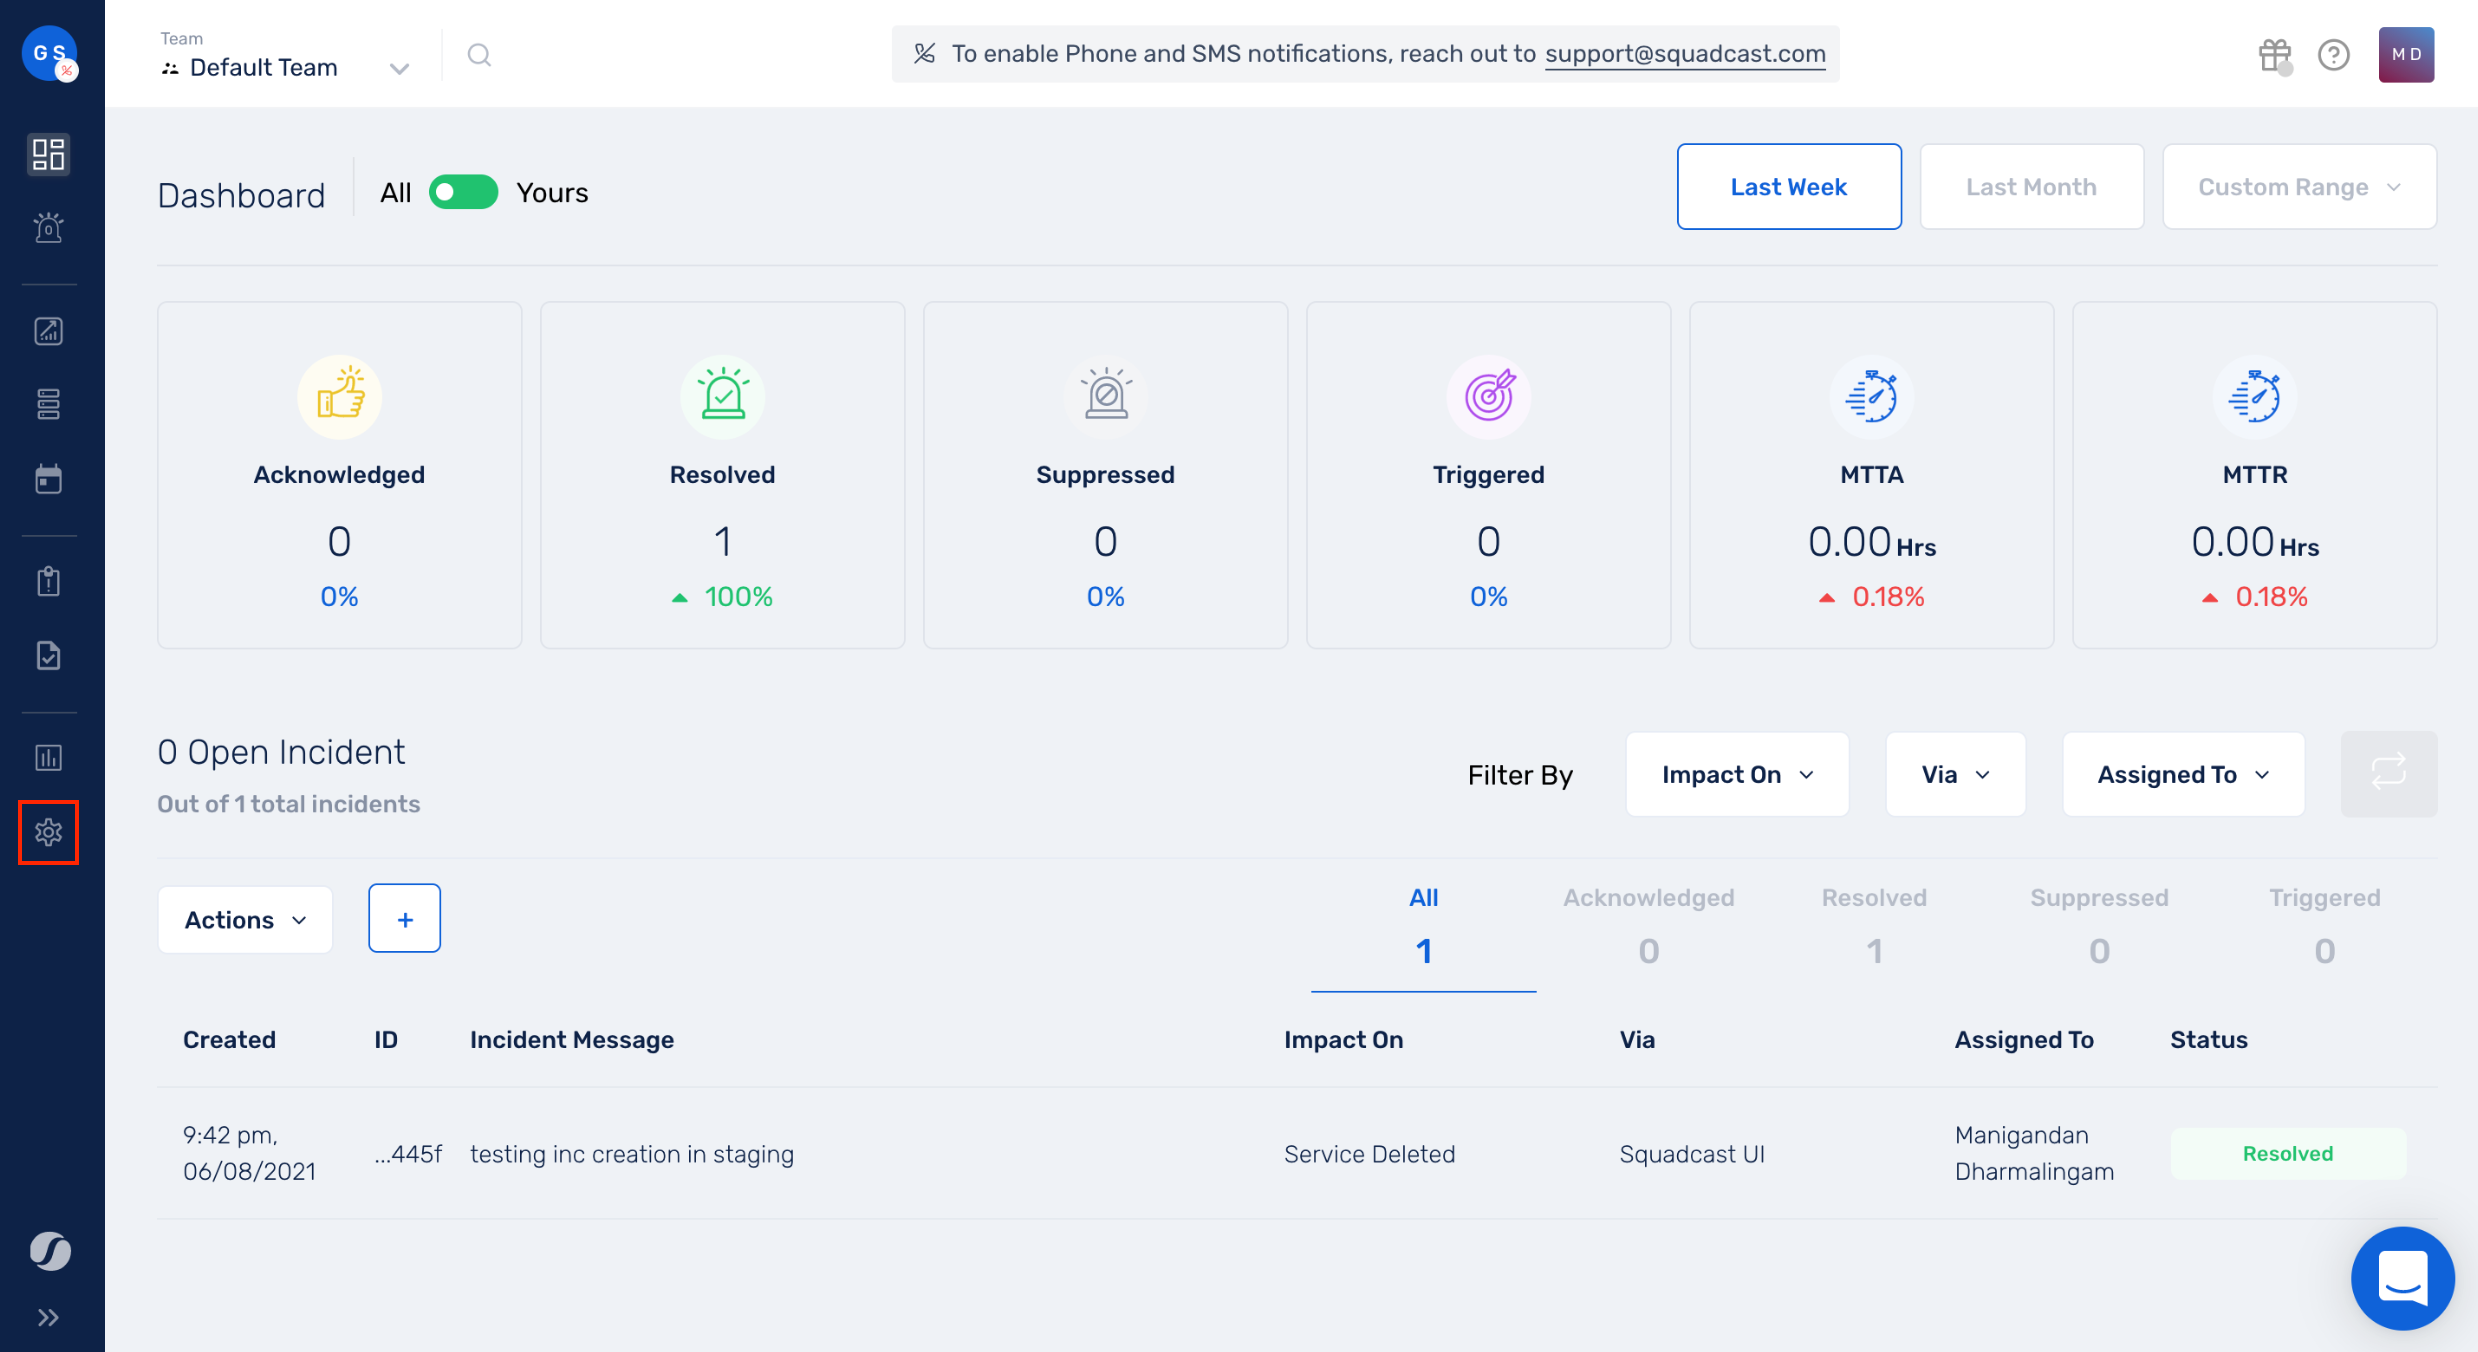 G S
Team
Default Team
To enable Phone and SMS notifications, reach out to support@squadcast.com
M D
Dashboard
All
Yours
Last Week
Last Month
Custom Range
0
Acknowledged
0
0%
Resolved
1
100%
Suppressed
0
0%
Triggered
0
0%
MTTA
0.00 Hrs
0.18%
MTTR
0.00 Hrs
0.18%
0 Open Incident
Out of 1 total incidents
Filter By
Impact On
Via
Assigned To
Actions
+
All
1
Acknowledged
0
Resolved
1
Suppressed
0
Triggered
0
Created
ID
Incident Message
Impact On
Via
Assigned To
Status
9:42 pm,
06/08/2021
...445f
testing inc creation in staging
Service Deleted
Squadcast UI
Manigandan
Dharmalingam
Resolved